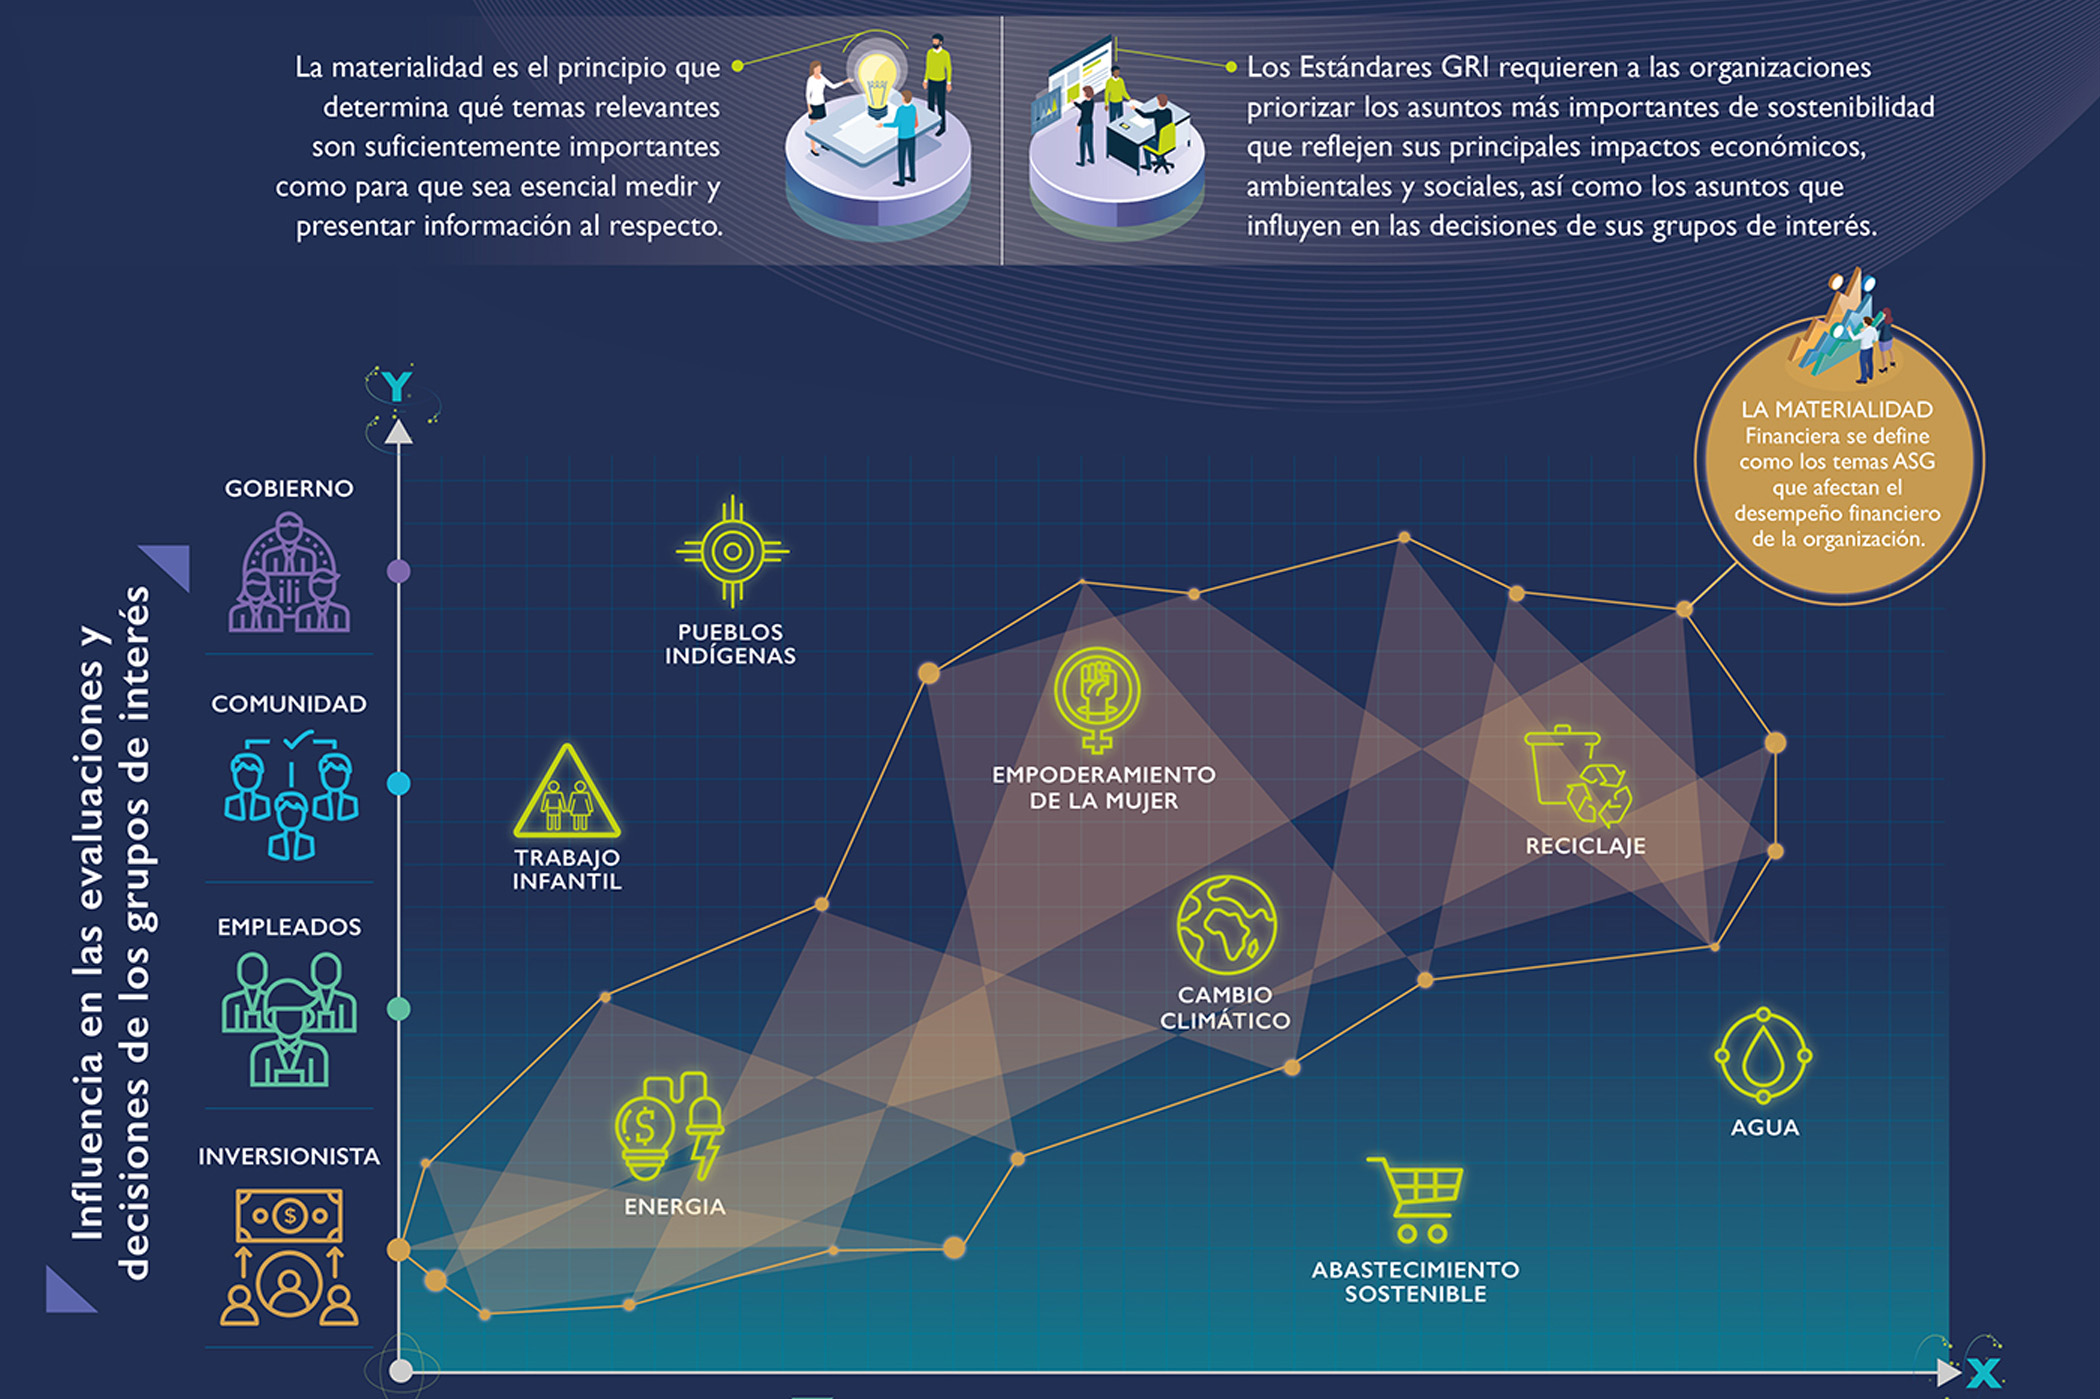 La materialidad es el principio que
determina qué temas relevantes
son suficientemente importantes
como para que sea esencial medir y
presentar información al respecto.
Los Estándares GRI requieren a las organizaciones
priorizar los asuntos más importantes de sostenibilidad
que reflejen sus principales impactos económicos,
ambientales y sociales, así como los asuntos que
influyen en las decisiones de sus grupos de interés.
LA MATERIALIDAD
Financiera se define
como los temas ASG
que afectan el
desempeño financiero
de la organización.
Y
Influencia en las evaluaciones y
decisiones de los grupos de interés
GOBIERNO
COMUNIDAD
EMPLEADOS
INVERSIONISTA
PUEBLOS
INDÍGENAS
TRABAJO
INFANTIL
EMPODERAMIENTO
DE LA MUJER
RECICLAJE
CAMBIO
CLIMÁTICO
ENERGIA
AGUA
ABASTECIMIENTO
SOSTENIBLE
X